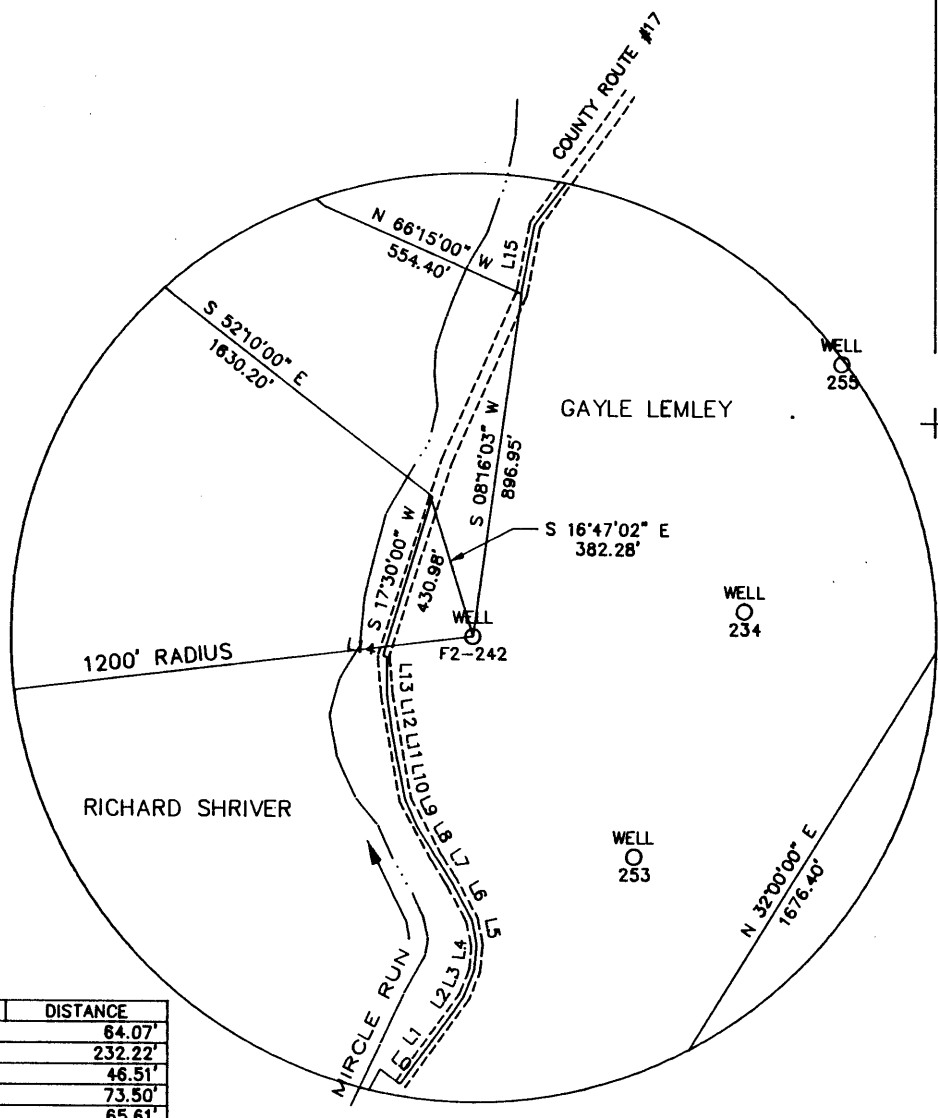 COUNTY ROUTE #17
N 66°15'00" W
554.40'
L15
S 52°10'00" E
1630.20'
WELL
255
GAYLE LEMLEY
S 08°16'03" W
896.95'
S 16°47'02" E
382.28'
S 17°30'00" W
430.98'
WELL
F2-242
WELL
234
1200' RADIUS
L14
L13
L12
L11
L10
L9
L8
L7
L6
L5
L4
L3
L2
L1
RICHARD SHRIVER
WELL
253
N 32°00'00" E
1676.40'
MIRCLE RUN
DISTANCE
64.07'
232.22'
46.51'
73.50'
65.61'